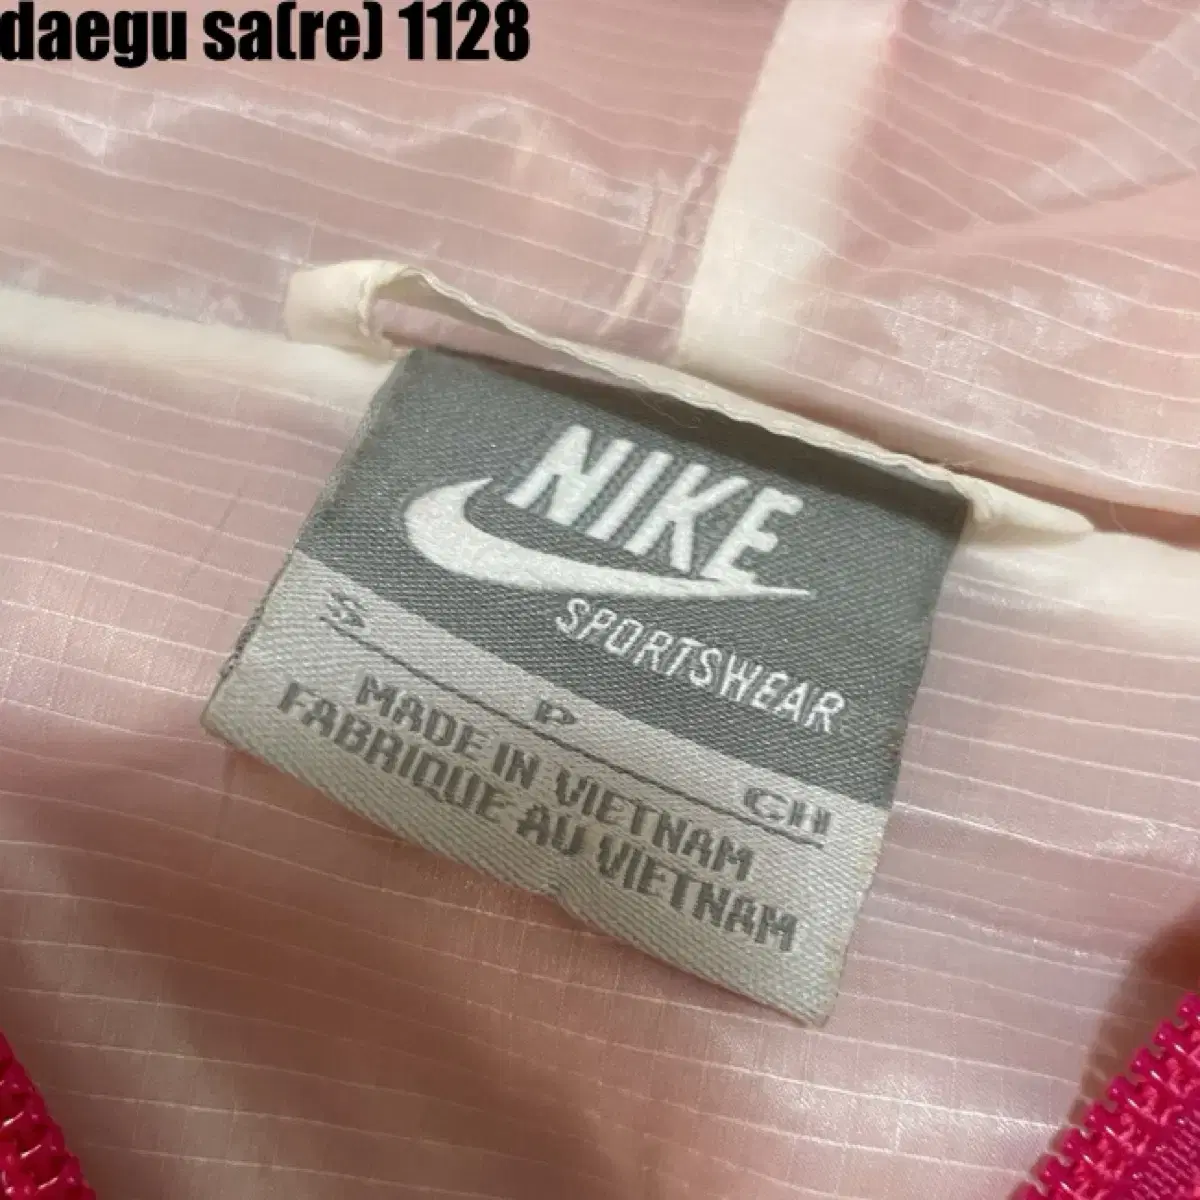 daegu sa(re) 1128
NIKE
SPORTSWEAR
S P CH
MADE IN VIETNAM
FABRIQUE AU VIETNAM